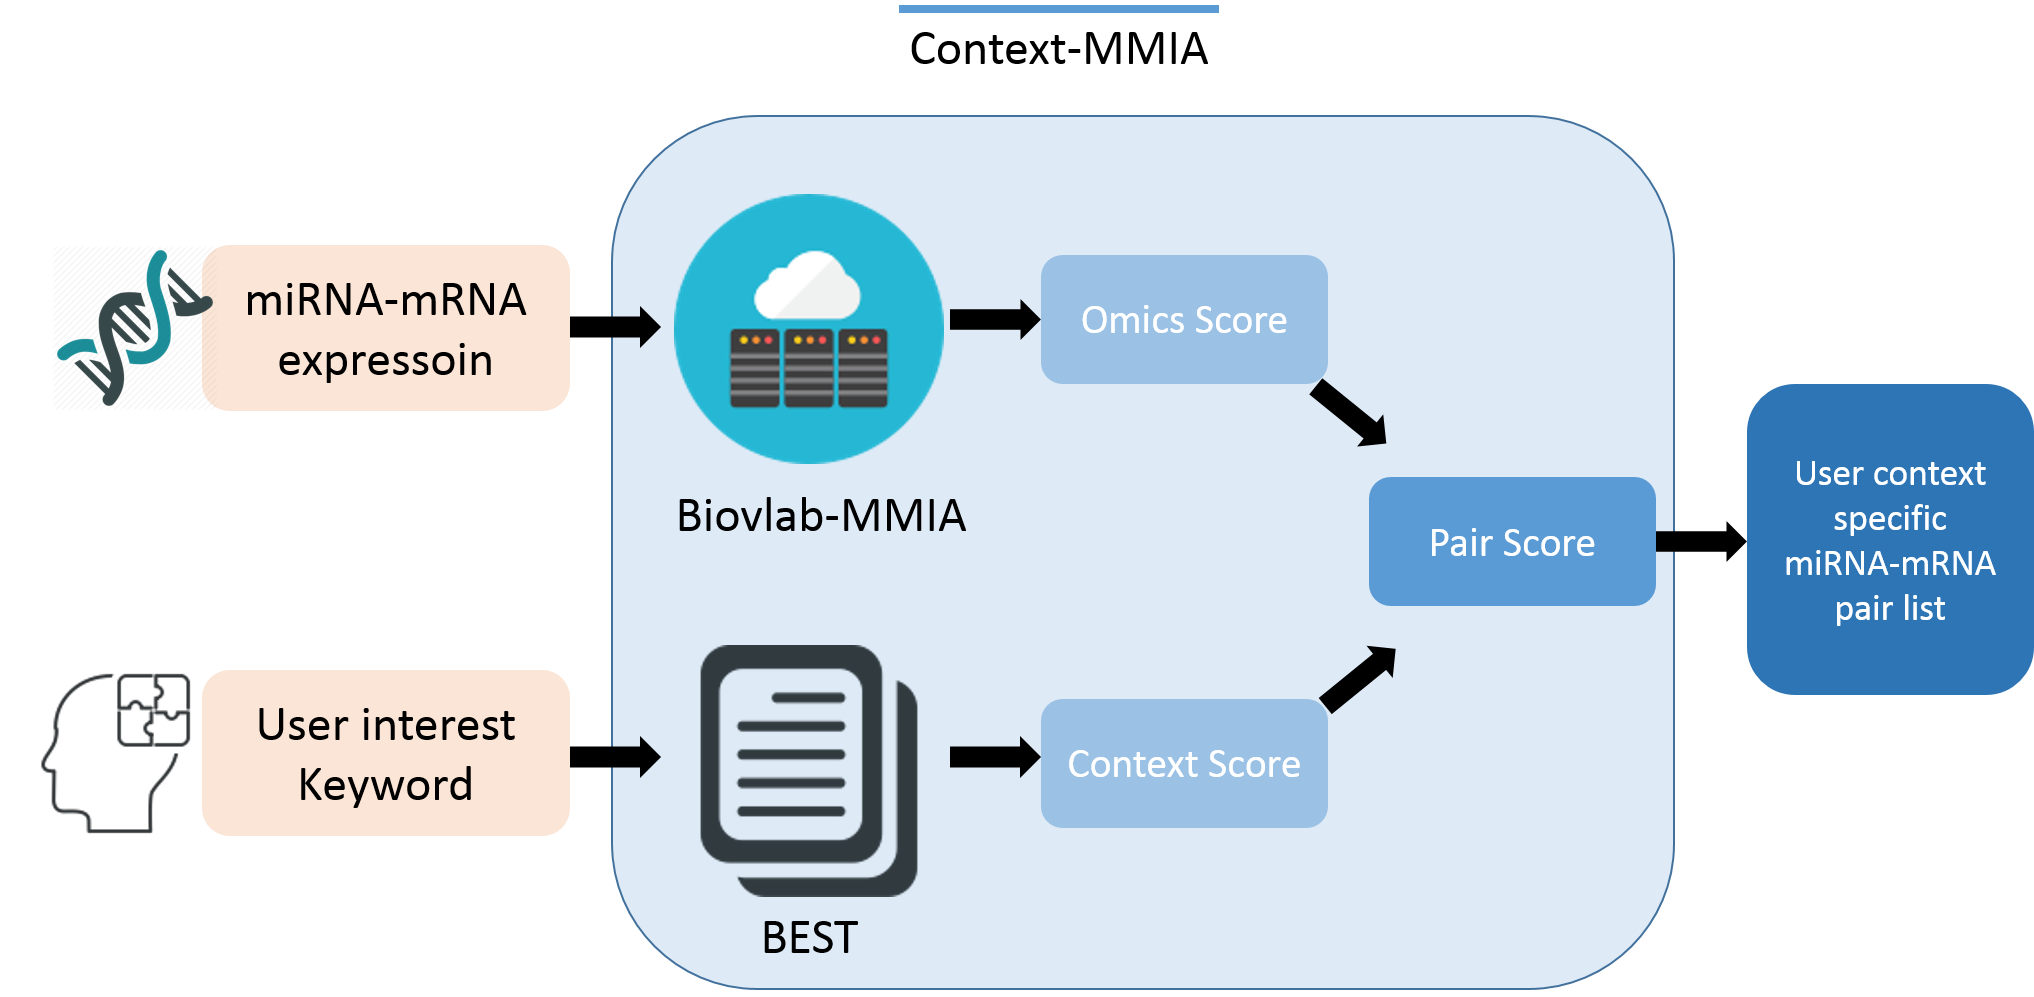 Context-MMIA
miRNA-mRNA
expressoin
Biovlab-MMIA
Omics Score
User interest
Keyword
BEST
Context Score
Pair Score
User context
specific
miRNA-mRNA
pair list